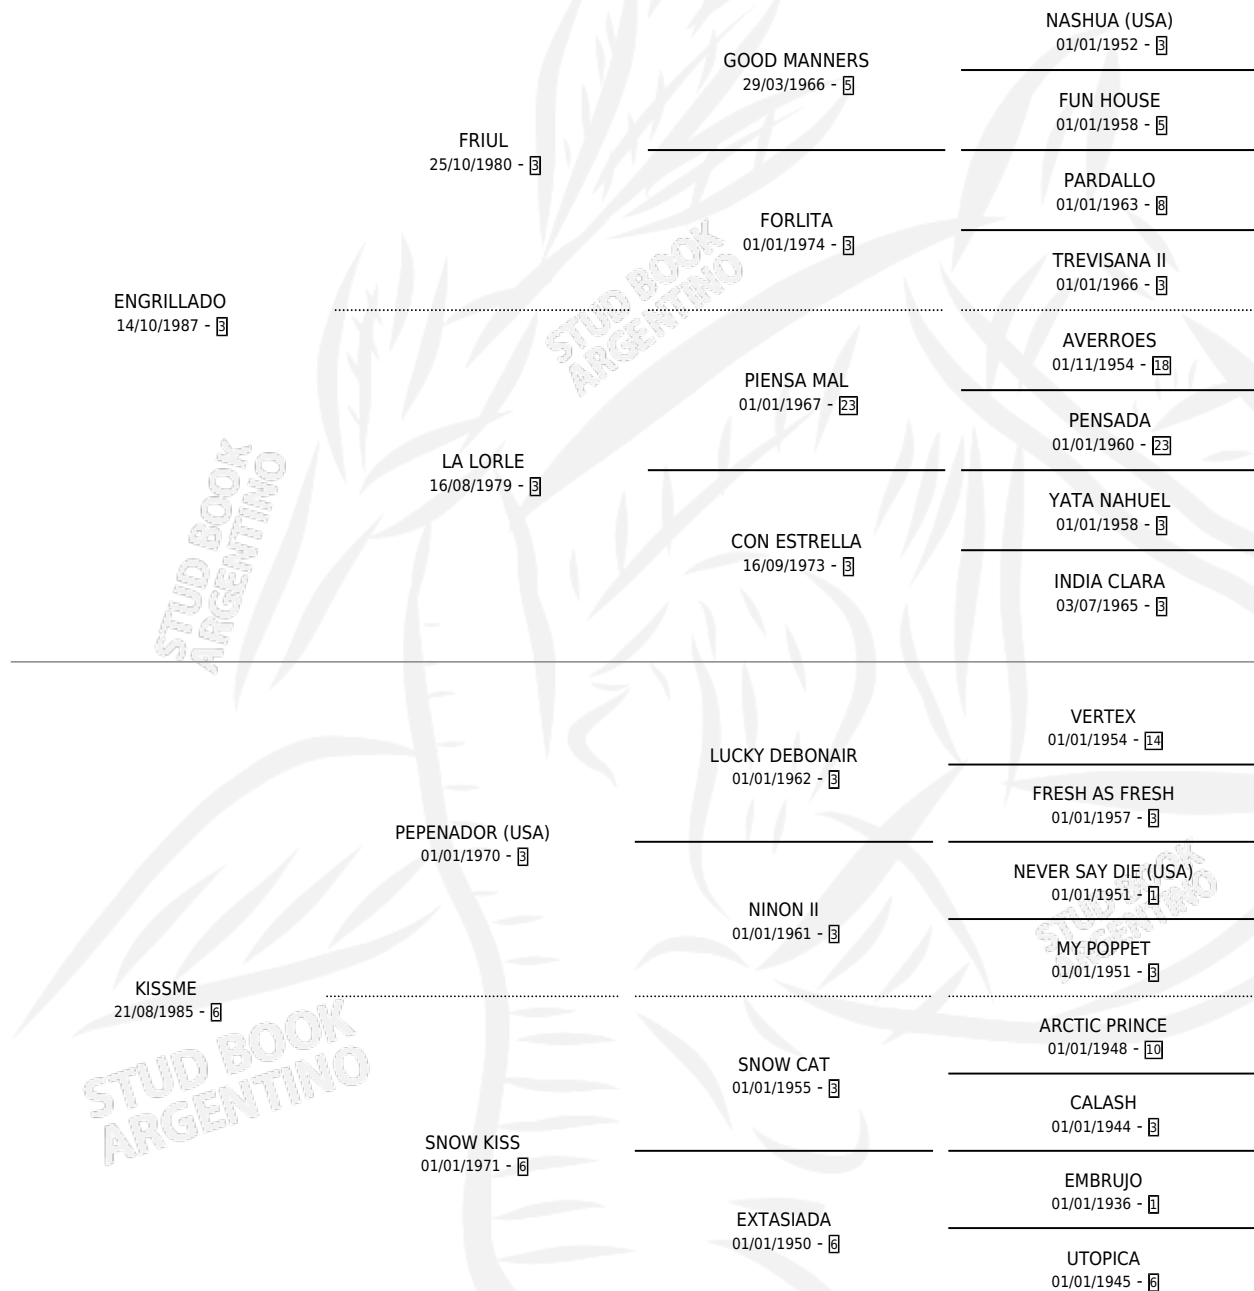 NASHUA (USA)
01/01/1952 - 3
GOOD MANNERS
29/03/1966 - 5
FUN HOUSE
01/01/1958 - 5
FRIUL
25/10/1980 - 3
PARDALLO
01/01/1963 - 8
FORLITA
01/01/1974 - 3
TREVISANA II
01/01/1966 - 3
ENGRILLADO
14/10/1987 - 3
STUD BOOK
ARGENTINO
AVERROES
01/11/1954 - 18
PIENSA MAL
01/01/1967 - 23
PENSADA
01/01/1960 - 23
LA LORLE
16/08/1979 - 3
YATA NAHUEL
01/01/1958 - 3
CON ESTRELLA
16/09/1973 - 3
INDIA CLARA
03/07/1965 - 3
STUD BOOK
ARGENTINO
VERTEX
01/01/1954 - 14
LUCKY DEBONAIR
01/01/1962 - 3
FRESH AS FRESH
01/01/1957 - 3
PEPENADOR (USA)
01/01/1970 - 3
NEVER SAY DIE (USA)
01/01/1951 - 1
NINON II
01/01/1961 - 3
STUD BOOK
ARGENTINO
MY POPPET
01/01/1951 - 3
KISSME
21/08/1985 - 6
STUD BOOK
ARGENTINO
ARCTIC PRINCE
01/01/1948 - 10
SNOW CAT
01/01/1955 - 3
CALASH
01/01/1944 - 3
SNOW KISS
01/01/1971 - 6
EMBRUJO
01/01/1936 - 1
EXTASIADA
01/01/1950 - 6
UTOPICA
01/01/1945 - 6